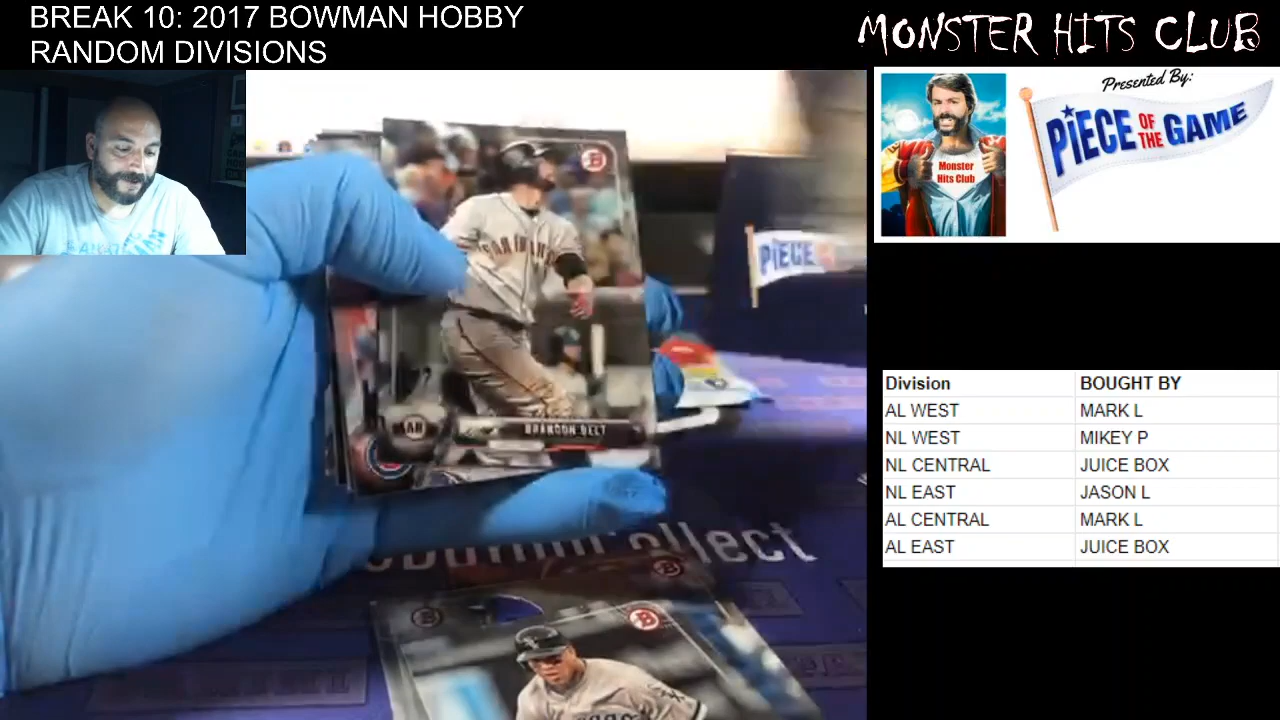 BREAK 10: 2017 BOWMAN HOBBY
RANDOM DIVISIONS
MONSTER HITS CLUB
Presented By:
PIECE OF THE GAME
Monster
Hits Club
PIECE
BRANDON BELT
Division BOUGHT BY
AL WEST MARK L
NL WEST MIKEY P
NL CENTRAL JUICE BOX
NL EAST JASON L
AL CENTRAL MARK L
AL EAST JUICE BOX